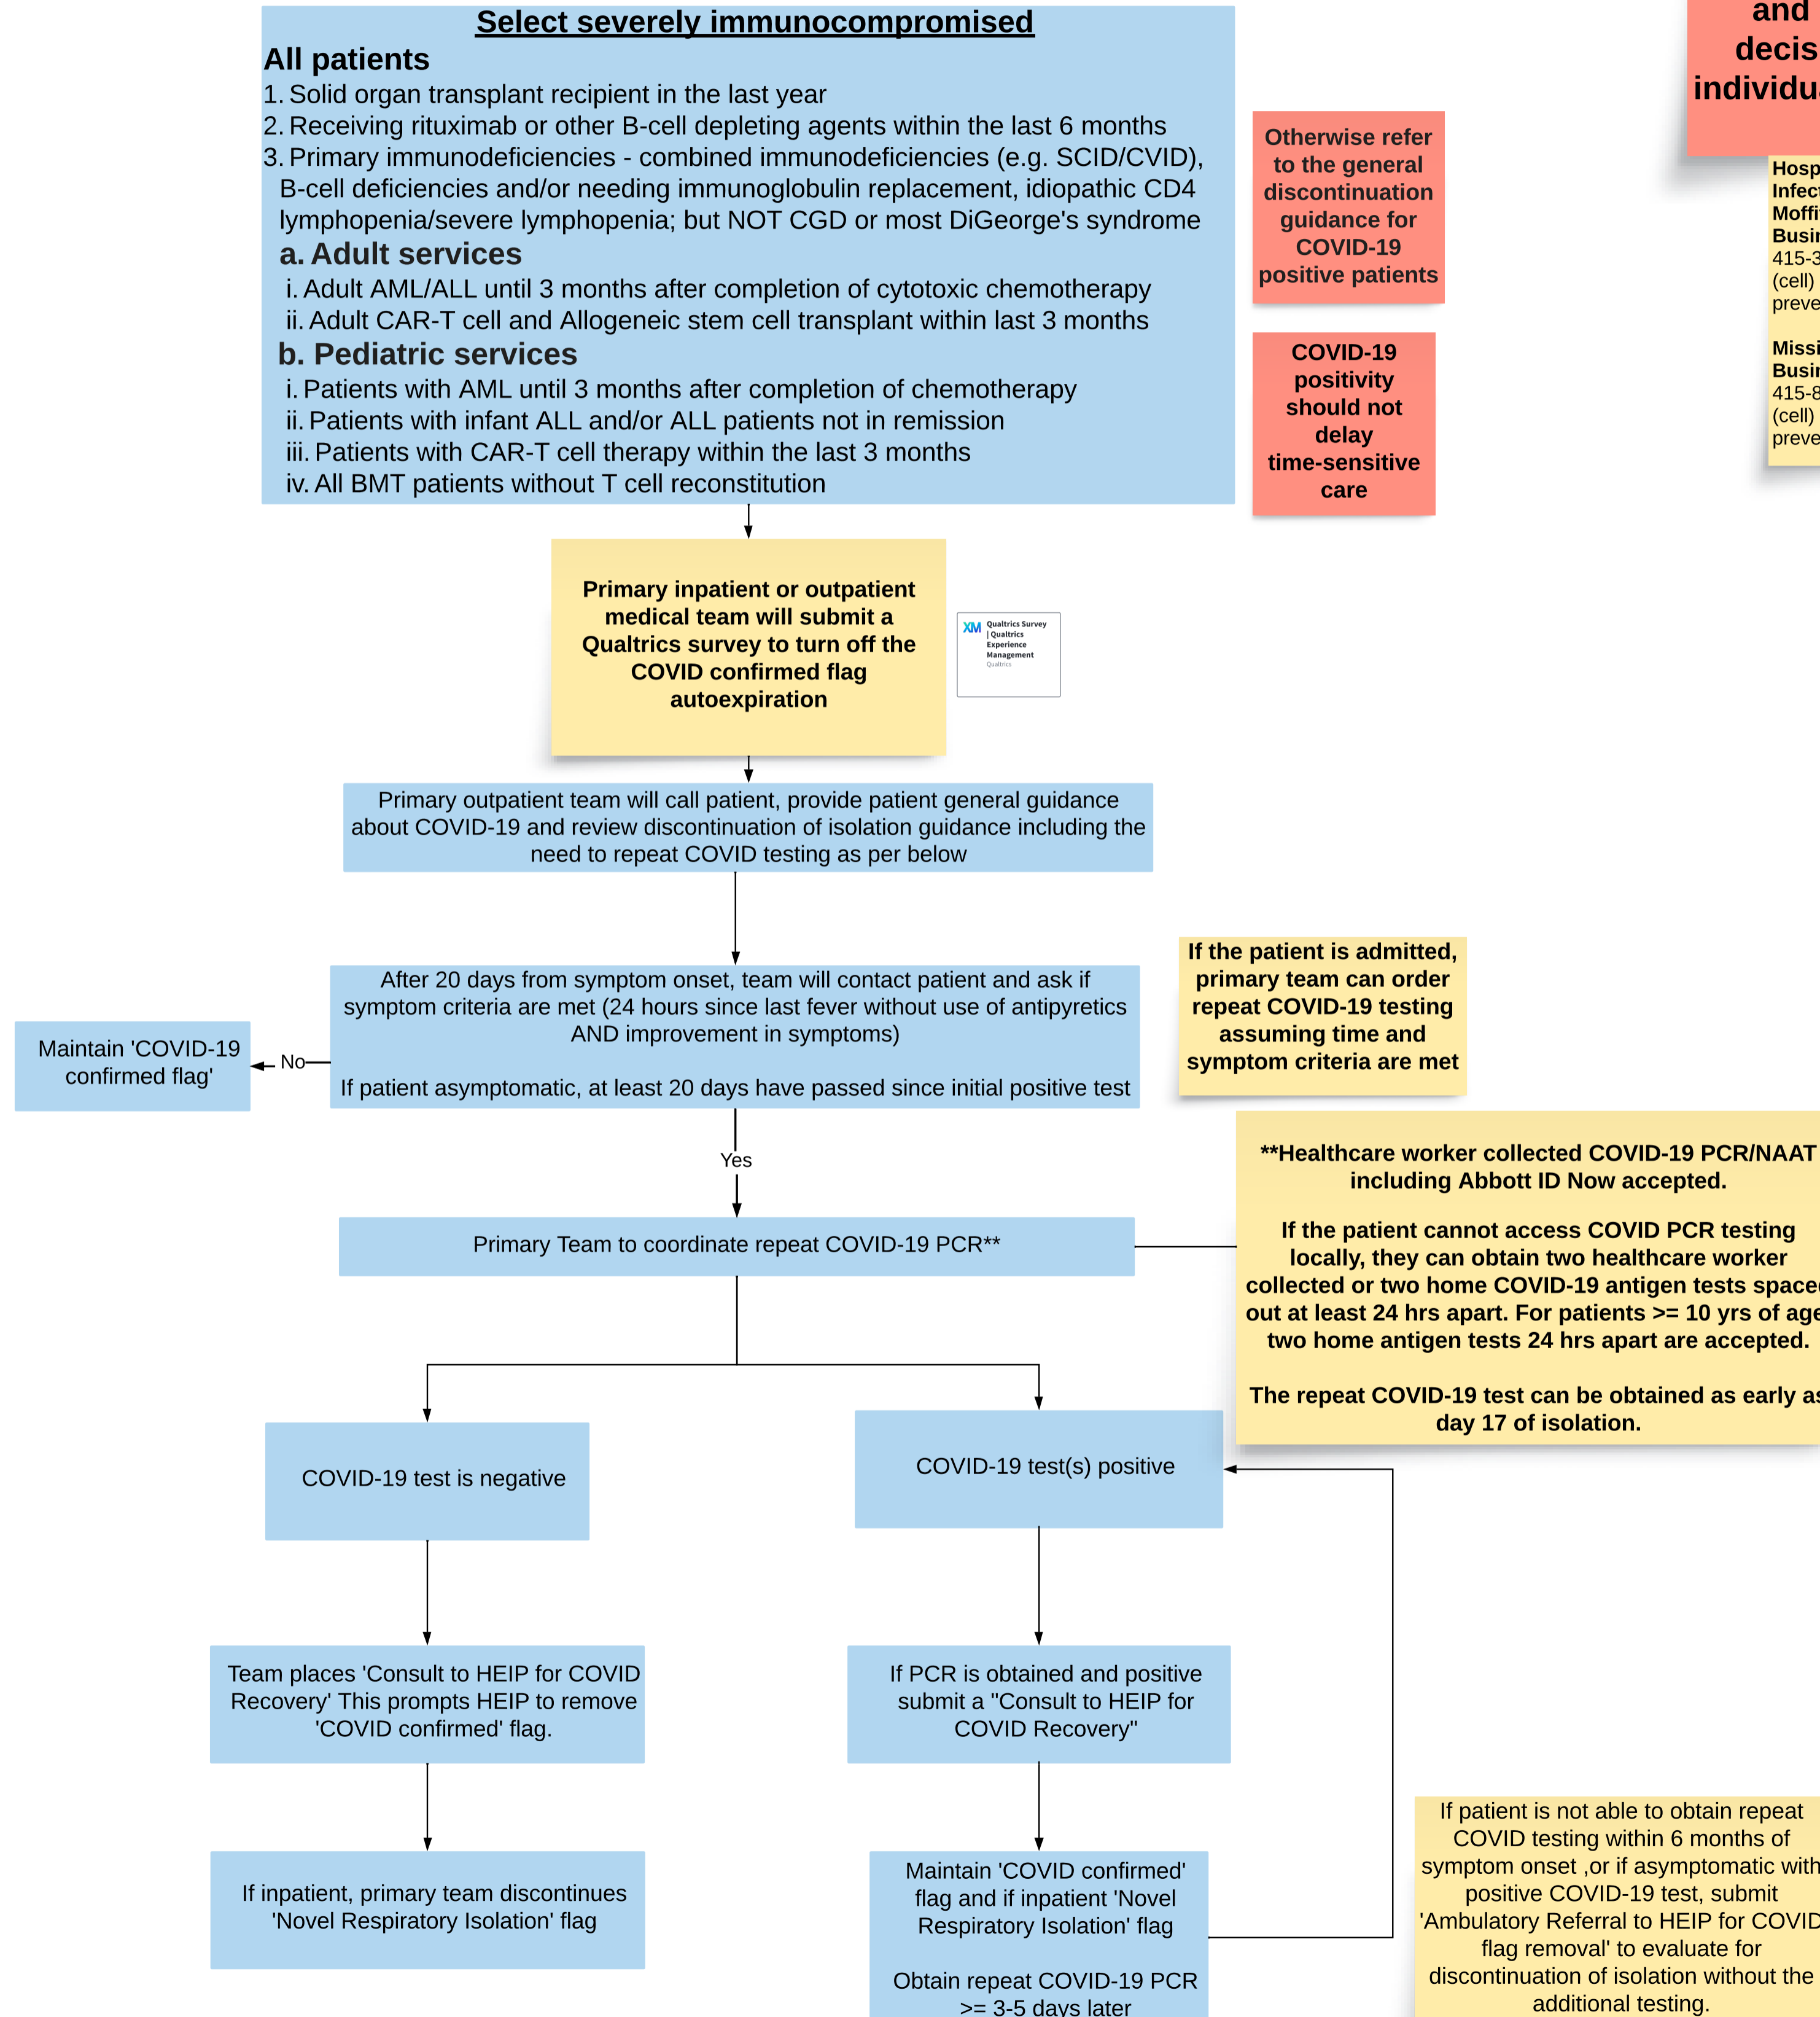 Select severely immunocompromised
All patients
1. Solid organ transplant recipient in the last year
2. Receiving rituximab or other B-cell depleting agents within the last 6 months
3. Primary immunodeficiencies - combined immunodeficiencies (e.g. SCID/CVID),
B-cell deficiencies and/or needing immunoglobulin replacement, idiopathic CD4
lymphopenia/severe lymphopenia; but NOT CGD or most DiGeorge's syndrome
a. Adult services
i. Adult AML/ALL until 3 months after completion of cytotoxic chemotherapy
ii. Adult CAR-T cell and Allogeneic stem cell transplant within last 3 months
b. Pediatric services
i. Patients with AML until 3 months after completion of chemotherapy
ii. Patients with infant ALL and/or ALL patients not in remission
iii. Patients with CAR-T cell therapy within the last 3 months
iv. All BMT patients without T cell reconstitution
Otherwise refer
to the general
discontinuation
guidance for
COVID-19
positive patients
COVID-19
positivity
should not
delay
time-sensitive
care
and
decis
individua
Hosp
Infect
Moffi
Busin
415-3
(cell)
preve
Missi
Busin
415-8
(cell)
preve
Primary inpatient or outpatient
medical team will submit a
Qualtrics survey to turn off the
COVID confirmed flag
autoexpiration
XM
Qualtrics Survey
| Qualtrics
Experience
Management
Qualtrics
Primary outpatient team will call patient, provide patient general guidance
about COVID-19 and review discontinuation of isolation guidance including the
need to repeat COVID testing as per below
After 20 days from symptom onset, team will contact patient and ask if
symptom criteria are met (24 hours since last fever without use of antipyretics
AND improvement in symptoms)
If patient asymptomatic, at least 20 days have passed since initial positive test
No
Maintain 'COVID-19
confirmed flag'
If the patient is admitted,
primary team can order
repeat COVID-19 testing
assuming time and
symptom criteria are met
Yes
Primary Team to coordinate repeat COVID-19 PCR**
**Healthcare worker collected COVID-19 PCR/NAAT
including Abbott ID Now accepted.
If the patient cannot access COVID PCR testing
locally, they can obtain two healthcare worker
collected or two home COVID-19 antigen tests spaced
out at least 24 hrs apart. For patients >= 10 yrs of age
two home antigen tests 24 hrs apart are accepted.
The repeat COVID-19 test can be obtained as early as
day 17 of isolation.
COVID-19 test is negative
COVID-19 test(s) positive
Team places 'Consult to HEIP for COVID
Recovery' This prompts HEIP to remove
'COVID confirmed' flag.
If PCR is obtained and positive
submit a "Consult to HEIP for
COVID Recovery"
If inpatient, primary team discontinues
'Novel Respiratory Isolation' flag
Maintain 'COVID confirmed'
flag and if inpatient 'Novel
Respiratory Isolation' flag
Obtain repeat COVID-19 PCR
>= 3-5 days later
If patient is not able to obtain repeat
COVID testing within 6 months of
symptom onset ,or if asymptomatic with
positive COVID-19 test, submit
'Ambulatory Referral to HEIP for COVID
flag removal' to evaluate for
discontinuation of isolation without the
additional testing.